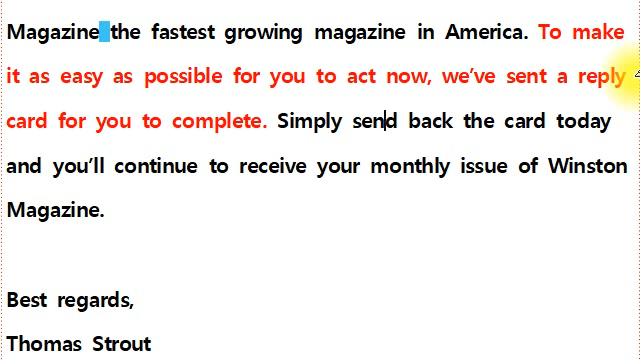 Magazine the fastest growing magazine in America. To make
it as easy as possible for you to act now, we've sent a reply
card for you to complete. Simply send back the card today
and you'll continue to receive your monthly issue of Winston
Magazine.
Best regards,
Thomas Strout